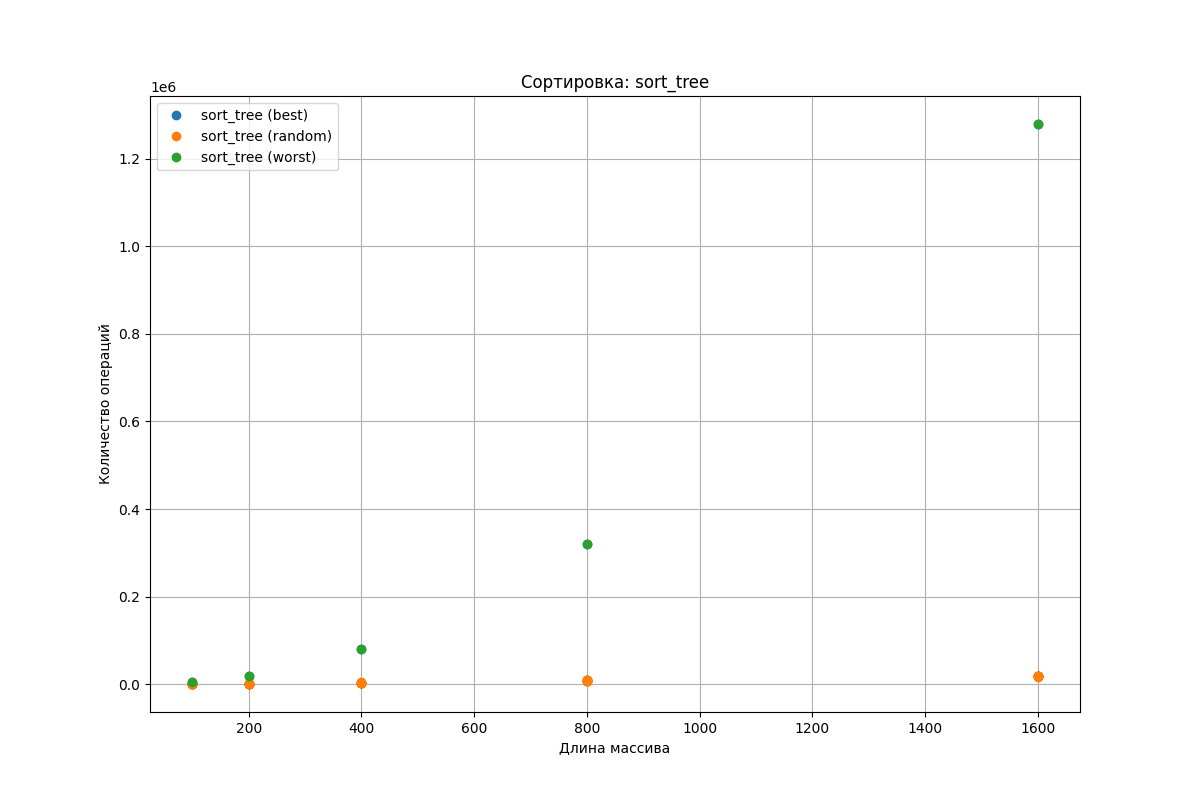 Сортировка: sort_tree
1e6
sort_tree (best)
sort_tree (random)
sort_tree (worst)
1.2
1.0
0.8
0.6
0.4
0.2
0.0
Количество операций
200 400 600 800 1000 1200 1400 1600
Длина массива